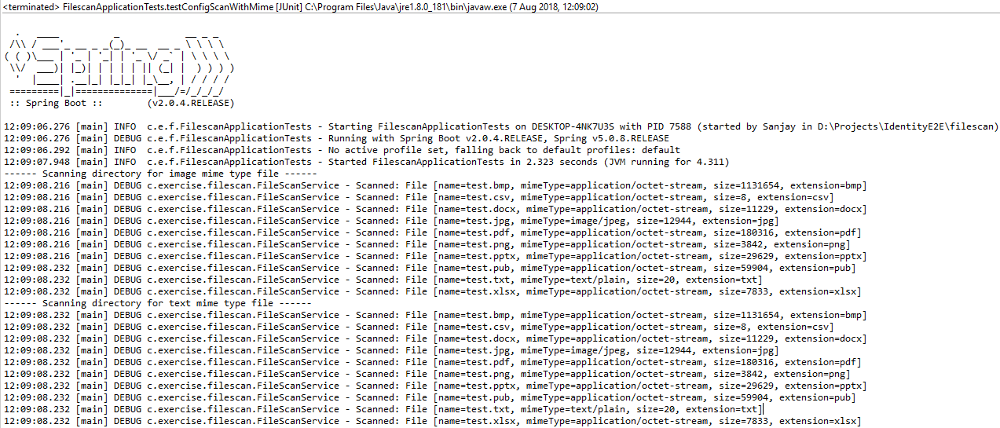 <terminated> FilescanApplicationTests.testConfigScanWithMime [JUnit] C:\Program Files\Java\jre1.8.0_181\bin\javaw.exe (7 Aug 2018, 12:09:02)
  .   ____          _            __ _ _
 /\\ / ___'_ __ _ _(_)_ __  __ _ \ \ \ \
( ( )\___ | '_ | '_| | '_ \/ _` | \ \ \ \
 \\/  ___)| |_)| | | | | || (_| |  ) ) ) )
  '  |____| .__|_| |_|_| |_\__, | / / / /
 =========|_|==============|___/=/_/_/_/
 :: Spring Boot ::        (v2.0.4.RELEASE)
12:09:06.276 [main] INFO  c.e.f.FilescanApplicationTests - Starting FilescanApplicationTests on DESKTOP-4NK7U3S with PID 7588 (started by Sanjay in D:\Projects\IdentityE2E\filescan)
12:09:06.276 [main] DEBUG c.e.f.FilescanApplicationTests - Running with Spring Boot v2.0.4.RELEASE, Spring v5.0.8.RELEASE
12:09:06.292 [main] INFO  c.e.f.FilescanApplicationTests - No active profile set, falling back to default profiles: default
12:09:07.948 [main] INFO  c.e.f.FilescanApplicationTests - Started FilescanApplicationTests in 2.323 seconds (JVM running for 4.311)
------ Scanning directory for image mime type file ------
12:09:08.216 [main] DEBUG c.exercise.filescan.FileScanService - Scanned: File [name=test.bmp, mimeType=application/octet-stream, size=1131654, extension=bmp]
12:09:08.216 [main] DEBUG c.exercise.filescan.FileScanService - Scanned: File [name=test.csv, mimeType=application/octet-stream, size=8, extension=csv]
12:09:08.216 [main] DEBUG c.exercise.filescan.FileScanService - Scanned: File [name=test.docx, mimeType=application/octet-stream, size=11229, extension=docx]
12:09:08.216 [main] DEBUG c.exercise.filescan.FileScanService - Scanned: File [name=test.jpg, mimeType=image/jpeg, size=12944, extension=jpg]
12:09:08.216 [main] DEBUG c.exercise.filescan.FileScanService - Scanned: File [name=test.pdf, mimeType=application/octet-stream, size=180316, extension=pdf]
12:09:08.216 [main] DEBUG c.exercise.filescan.FileScanService - Scanned: File [name=test.png, mimeType=application/octet-stream, size=3842, extension=png]
12:09:08.216 [main] DEBUG c.exercise.filescan.FileScanService - Scanned: File [name=test.pptx, mimeType=application/octet-stream, size=29629, extension=pptx]
12:09:08.232 [main] DEBUG c.exercise.filescan.FileScanService - Scanned: File [name=test.pub, mimeType=application/octet-stream, size=59904, extension=pub]
12:09:08.232 [main] DEBUG c.exercise.filescan.FileScanService - Scanned: File [name=test.txt, mimeType=text/plain, size=20, extension=txt]
12:09:08.232 [main] DEBUG c.exercise.filescan.FileScanService - Scanned: File [name=test.xlsx, mimeType=application/octet-stream, size=7833, extension=xlsx]
------ Scanning directory for text mime type file ------
12:09:08.232 [main] DEBUG c.exercise.filescan.FileScanService - Scanned: File [name=test.bmp, mimeType=application/octet-stream, size=1131654, extension=bmp]
12:09:08.232 [main] DEBUG c.exercise.filescan.FileScanService - Scanned: File [name=test.csv, mimeType=application/octet-stream, size=8, extension=csv]
12:09:08.232 [main] DEBUG c.exercise.filescan.FileScanService - Scanned: File [name=test.docx, mimeType=application/octet-stream, size=11229, extension=docx]
12:09:08.232 [main] DEBUG c.exercise.filescan.FileScanService - Scanned: File [name=test.jpg, mimeType=image/jpeg, size=12944, extension=jpg]
12:09:08.232 [main] DEBUG c.exercise.filescan.FileScanService - Scanned: File [name=test.pdf, mimeType=application/octet-stream, size=180316, extension=pdf]
12:09:08.232 [main] DEBUG c.exercise.filescan.FileScanService - Scanned: File [name=test.png, mimeType=application/octet-stream, size=3842, extension=png]
12:09:08.232 [main] DEBUG c.exercise.filescan.FileScanService - Scanned: File [name=test.pptx, mimeType=application/octet-stream, size=29629, extension=pptx]
12:09:08.232 [main] DEBUG c.exercise.filescan.FileScanService - Scanned: File [name=test.pub, mimeType=application/octet-stream, size=59904, extension=pub]
12:09:08.232 [main] DEBUG c.exercise.filescan.FileScanService - Scanned: File [name=test.txt, mimeType=text/plain, size=20, extension=txt]
12:09:08.232 [main] DEBUG c.exercise.filescan.FileScanService - Scanned: File [name=test.xlsx, mimeType=application/octet-stream, size=7833, extension=xlsx]